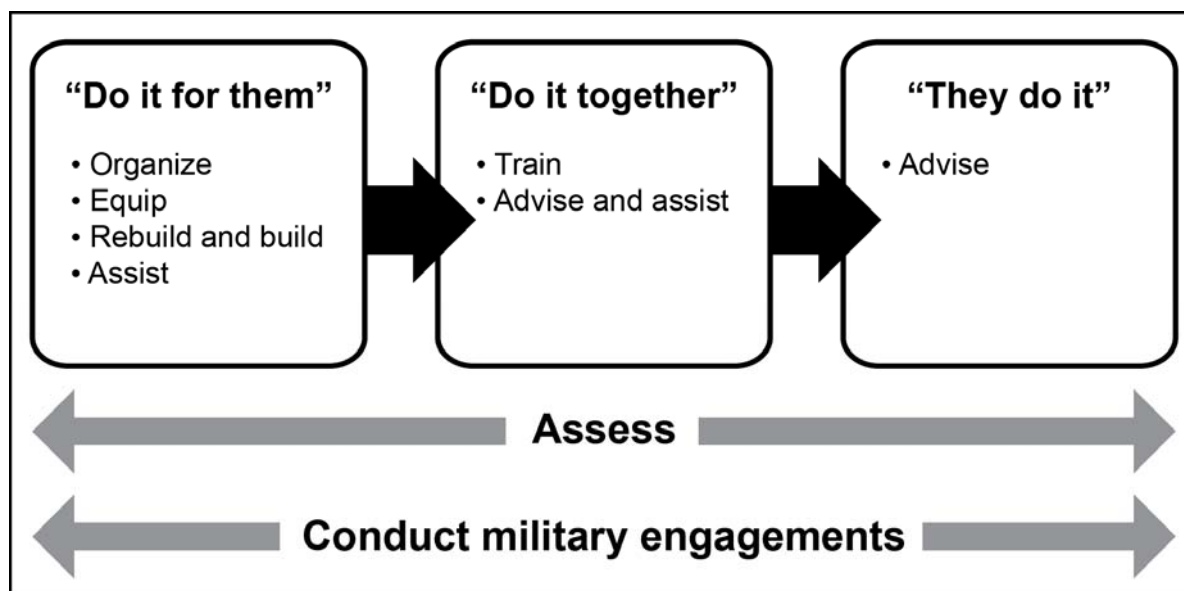 “Do it for them”
• Organize
• Equip
• Rebuild and build
• Assist
“Do it together”
• Train
• Advise and assist
“They do it”
• Advise
Assess
Conduct military engagements